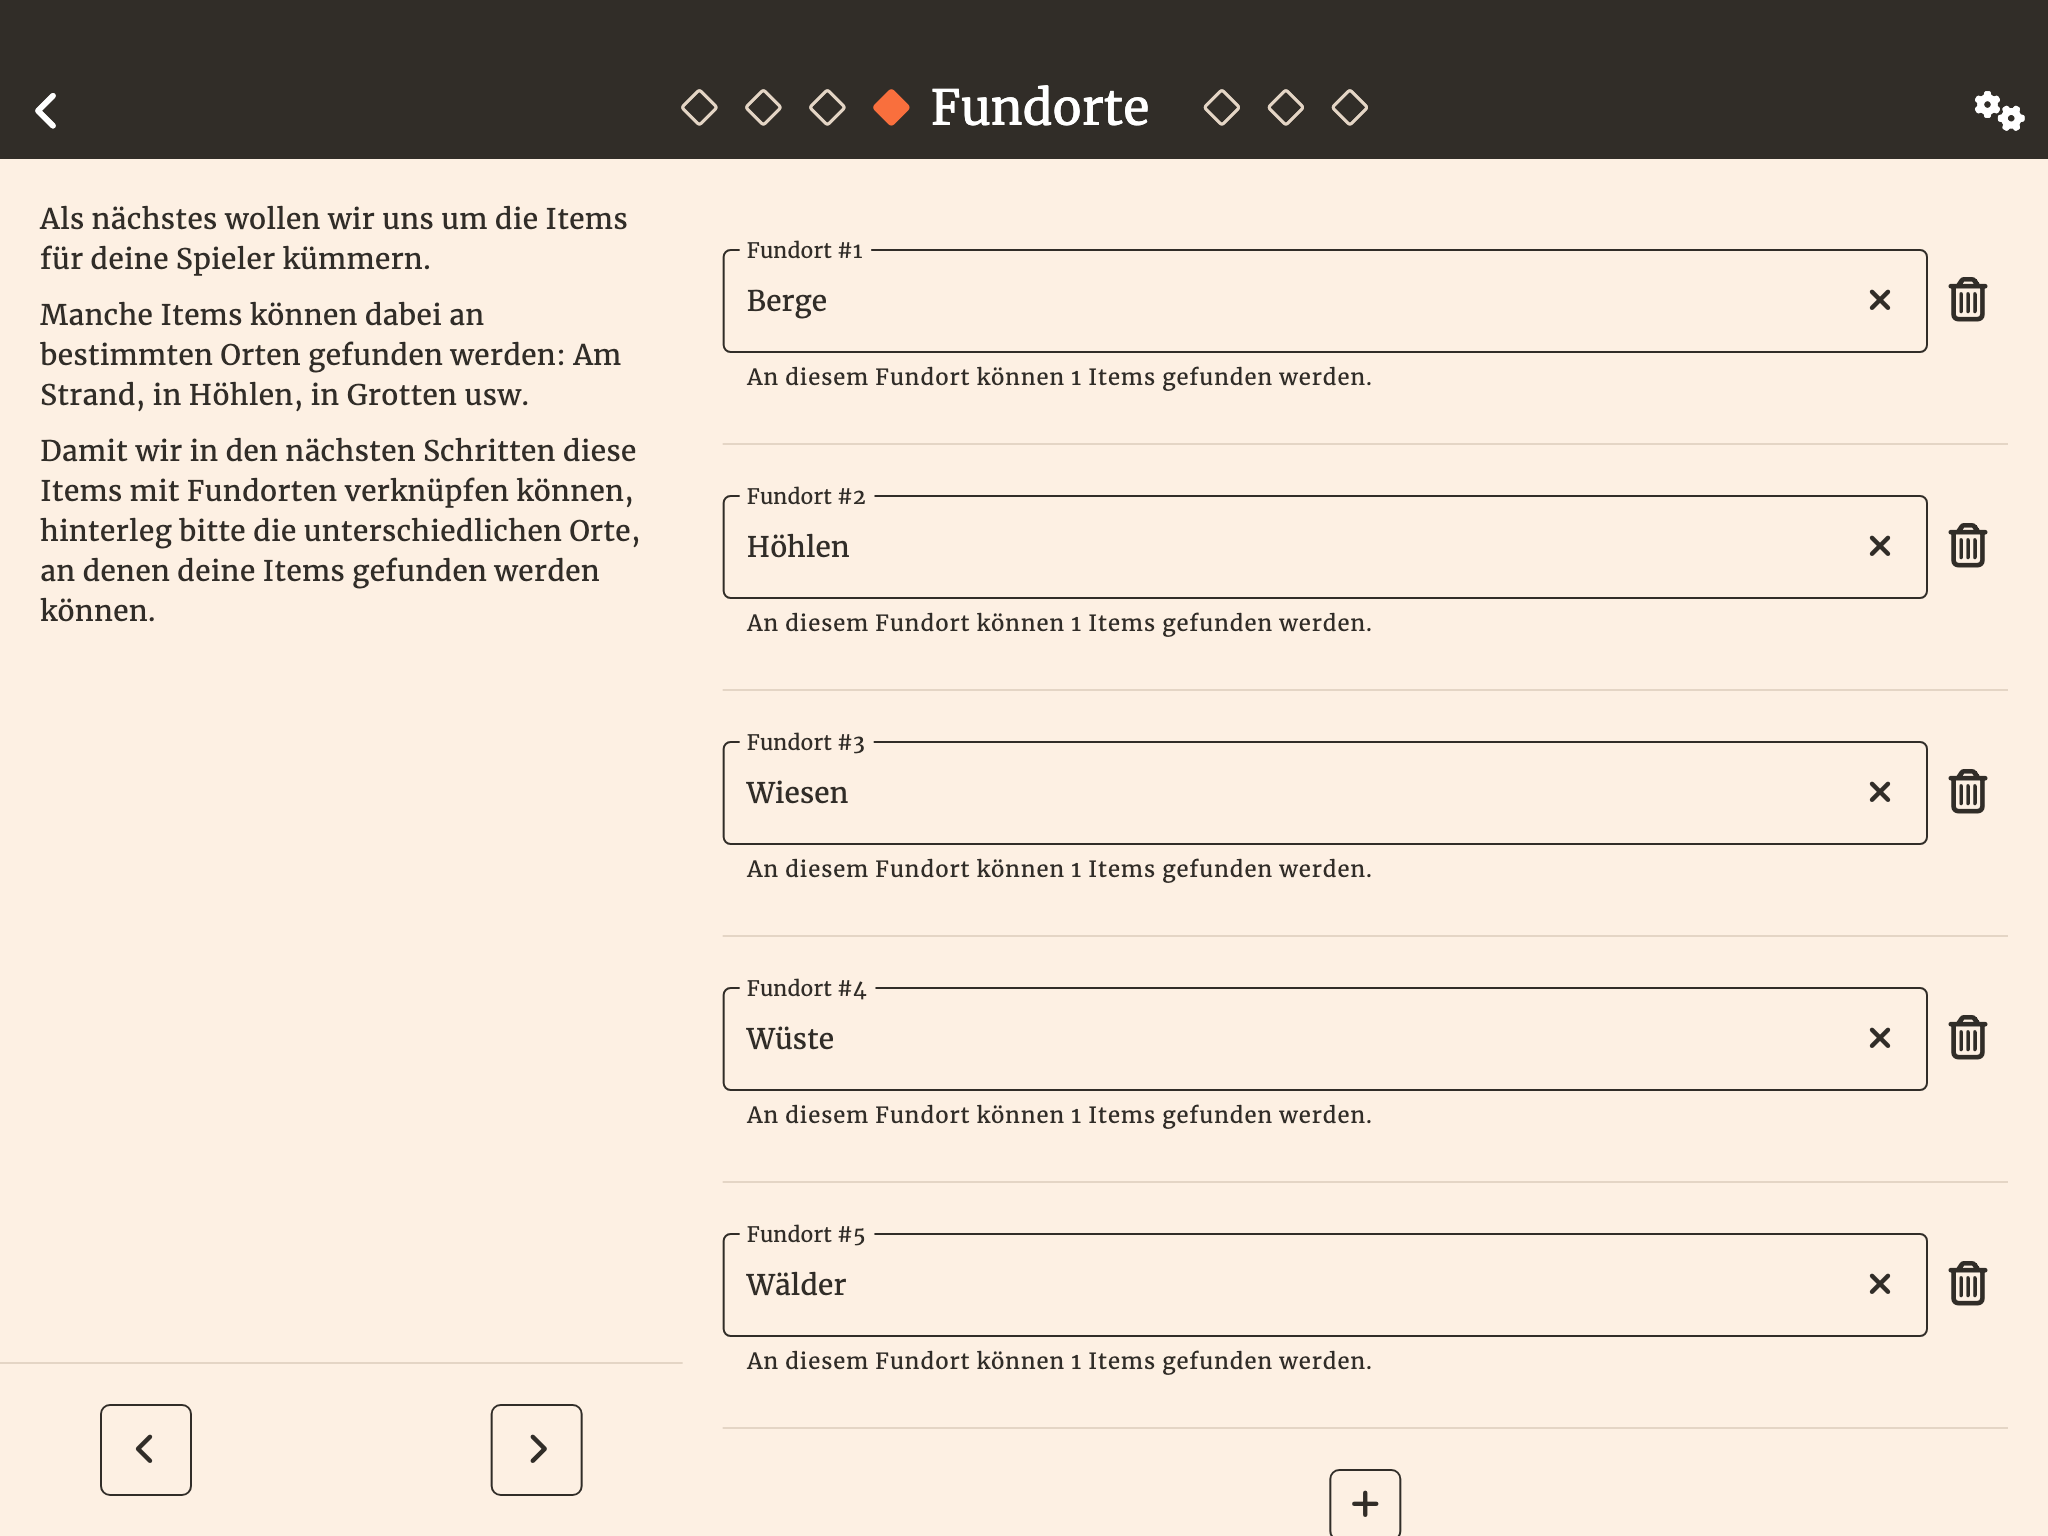 Fundorte
Als nächstes wollen wir uns um die Items
für deine Spieler kümmern.
Manche Items können dabei an
bestimmten Orten gefunden werden: Am
Strand, in Höhlen, in Grotten usw.
Damit wir in den nächsten Schritten diese
Items mit Fundorten verknüpfen können,
hinterleg bitte die unterschiedlichen Orte,
an denen deine Items gefunden werden
können.
Fundort #1
Berge
An diesem Fundort können 1 Items gefunden werden.
Fundort #2
Höhlen
An diesem Fundort können 1 Items gefunden werden.
Fundort #3
Wiesen
An diesem Fundort können 1 Items gefunden werden.
Fundort #4
Wüste
An diesem Fundort können 1 Items gefunden werden.
Fundort #5
Wälder
An diesem Fundort können 1 Items gefunden werden.